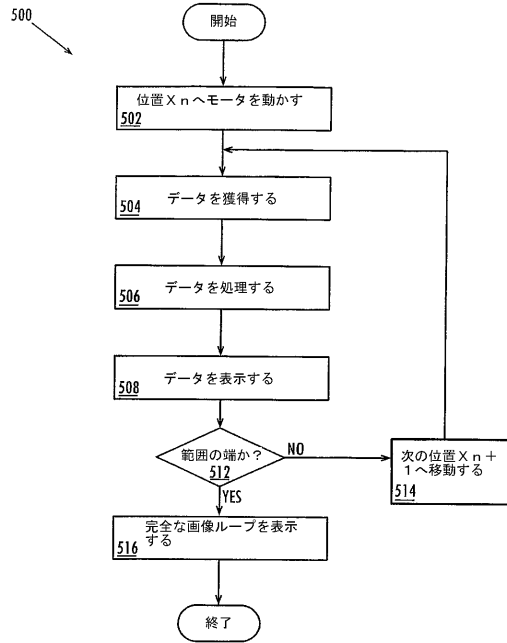 500
開始
位置Xnへモータを動かす
502
データを獲得する
504
データを処理する
506
データを表示する
508
範囲の端か?
512
NO
YES
次の位置Xn+
1へ移動する
514
完全な画像ループを表示
する
516
終了